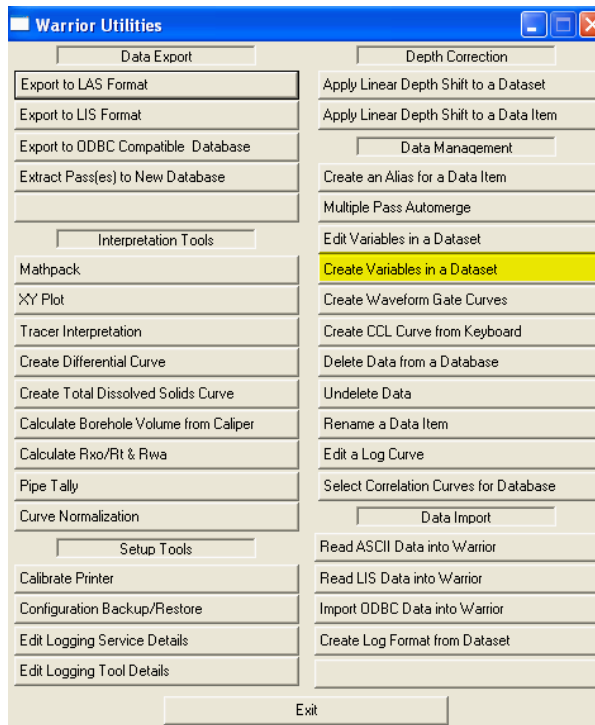 Warrior Utilities
Data Export
Export to LAS Format
Export to LIS Format
Export to ODBC Compatible Database
Extract Pass(es) to New Database
Interpretation Tools
Mathpack
XY Plot
Tracer Interpretation
Create Differential Curve
Create Total Dissolved Solids Curve
Calculate Borehole Volume from Caliper
Calculate Rxo/Rt & Rwa
Pipe Tally
Curve Normalization
Setup Tools
Calibrate Printer
Configuration Backup/Restore
Edit Logging Service Details
Edit Logging Tool Details
Depth Correction
Apply Linear Depth Shift to a Dataset
Apply Linear Depth Shift to a Data Item
Data Management
Create an Alias for a Data Item
Multiple Pass Automerge
Edit Variables in a Dataset
Create Variables in a Dataset
Create Waveform Gate Curves
Create CCL Curve from Keyboard
Delete Data from a Database
Undelete Data
Rename a Data Item
Edit a Log Curve
Select Correlation Curves for Database
Data Import
Read ASCII Data into Warrior
Read LIS Data into Warrior
Import ODBC Data into Warrior
Create Log Format from Dataset
Exit